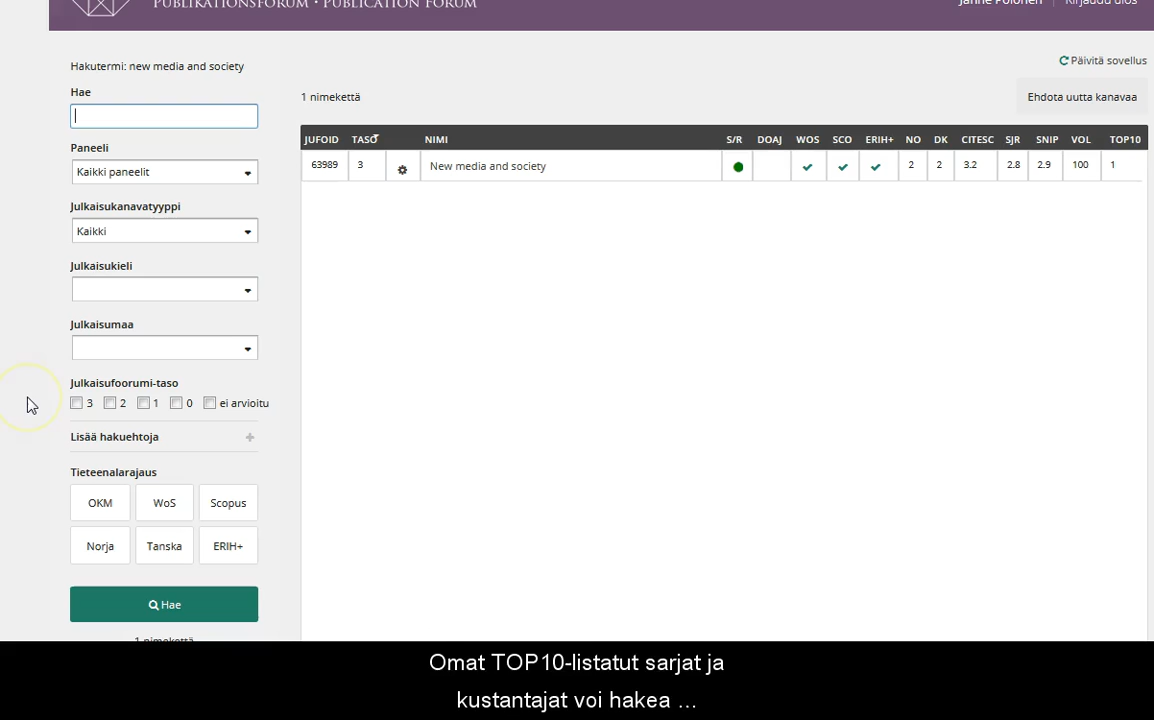 PUBLIKATIONSFORUM • PUBLICATION FORUM
Janne Pölönen | Kirjaudu ulos
Päivitä sovellus
Hakutermi: new media and society
Hae
1 nimekettä
Ehdota uutta kanavaa
JUFOID TASO NIMI S/R DOAJ WOS SCO ERIH+ NO DK CITESC SJR SNIP VOL TOP10
63989 3 New media and society 2 2 3.2 2.8 2.9 100 1
Paneeli
Kaikki paneelit
Julkaisukanavatyyppi
Kaikki
Julkaisukieli
Julkaisumaa
Julkaisufoorumi-taso
3 2 1 0 ei arvioitu
Lisää hakuehtoja +
Tieteenalarajaus
OKM WoS Scopus
Norja Tanska ERIH+
Hae
1 nimekettä
Omat TOP10-listatut sarjat ja
kustantajat voi hakea ...